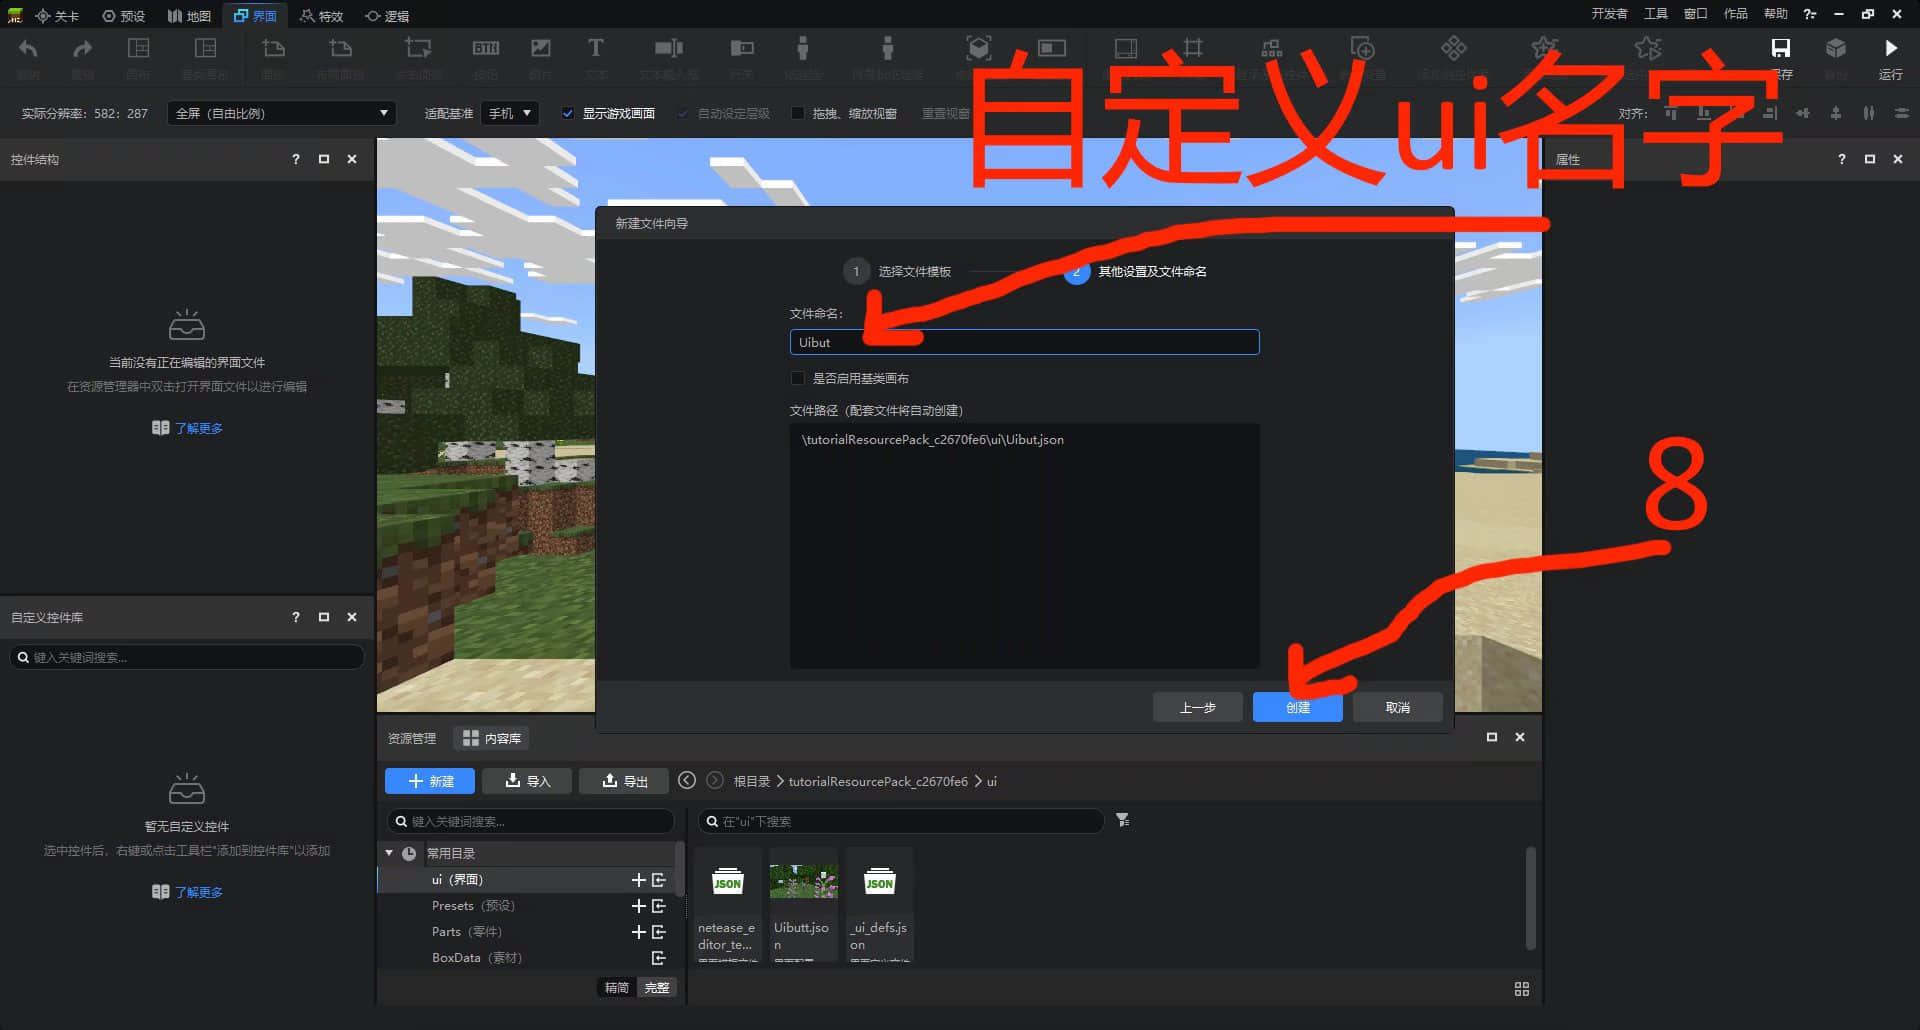 关卡 预设 地图 界面 特效 逻辑
开发者 工具 窗口 作品 帮助
BTN T
运行
实际分辨率: 582: 287 全屏（自由比例） 适配基准 手机 显示游戏画面 自动设定层级 拖拽、缩放视窗 重置视窗 对齐:
自定义ui名字
控件结构 ?
属性 ?
新建文件向导
1 选择文件模板 2 其他设置及文件命名
文件命名:
Uibut
是否启用基类画布
文件路径（配套文件将自动创建）
\tutorialResourcePack_c2670fe6\ui\Uibut.json
当前没有正在编辑的界面文件
在资源管理器中双击打开界面文件以进行编辑
了解更多
8
自定义控件库 ?
键入关键词搜索...
上一步 创建 取消
暂无自定义控件
选中控件后，右键或点击工具栏"添加到控件库"以添加
了解更多
资源管理 内容库
新建 导入 导出 根目录 > tutorialResourcePack_c2670fe6 > ui
键入关键词搜索... 在"ui"下搜索
常用目录
ui（界面）
Presets（预设）
Parts（零件）
BoxData（素材）
精简 完整
JSON JSON
netease_e
ditor_te...
Uibutt.jso
n
_ui_defs.js
on